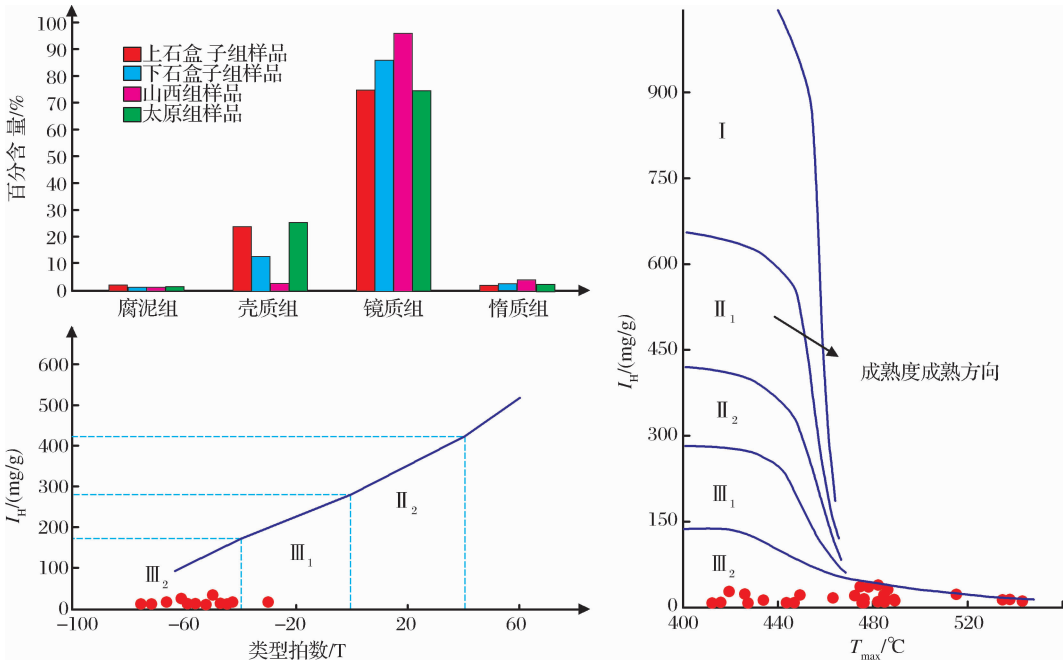 百分含量/%
100
90
80
70
60
50
40
30
20
10
0
上石盒子组样品
下石盒子组样品
山西组样品
太原组样品
腐泥组 壳质组 镜质组 惰质组
I_H/(mg/g)
600
500
400
300
200
100
0
Ⅲ₂
Ⅲ₁
Ⅱ₂
-100 -60 -20 20 60
类型拍数/T
I_H/(mg/g)
900
750
600
450
300
150
0
Ⅰ
Ⅱ₁
成熟度成熟方向
Ⅱ₂
Ⅲ₁
Ⅲ₂
400 440 480 520
T_max/℃